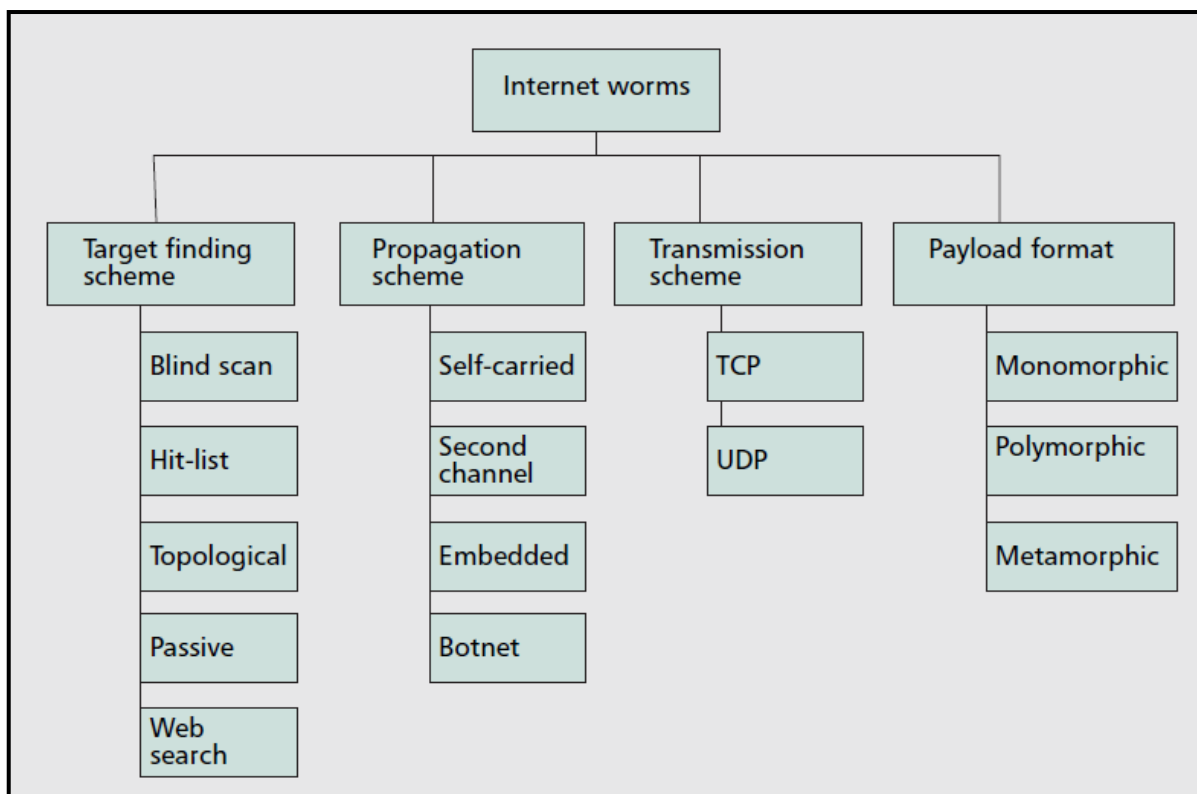 Internet worms
Target finding
scheme
Blind scan
Hit-list
Topological
Passive
Web
search
Propagation
scheme
Self-carried
Second
channel
Embedded
Botnet
Transmission
scheme
TCP
UDP
Payload format
Monomorphic
Polymorphic
Metamorphic